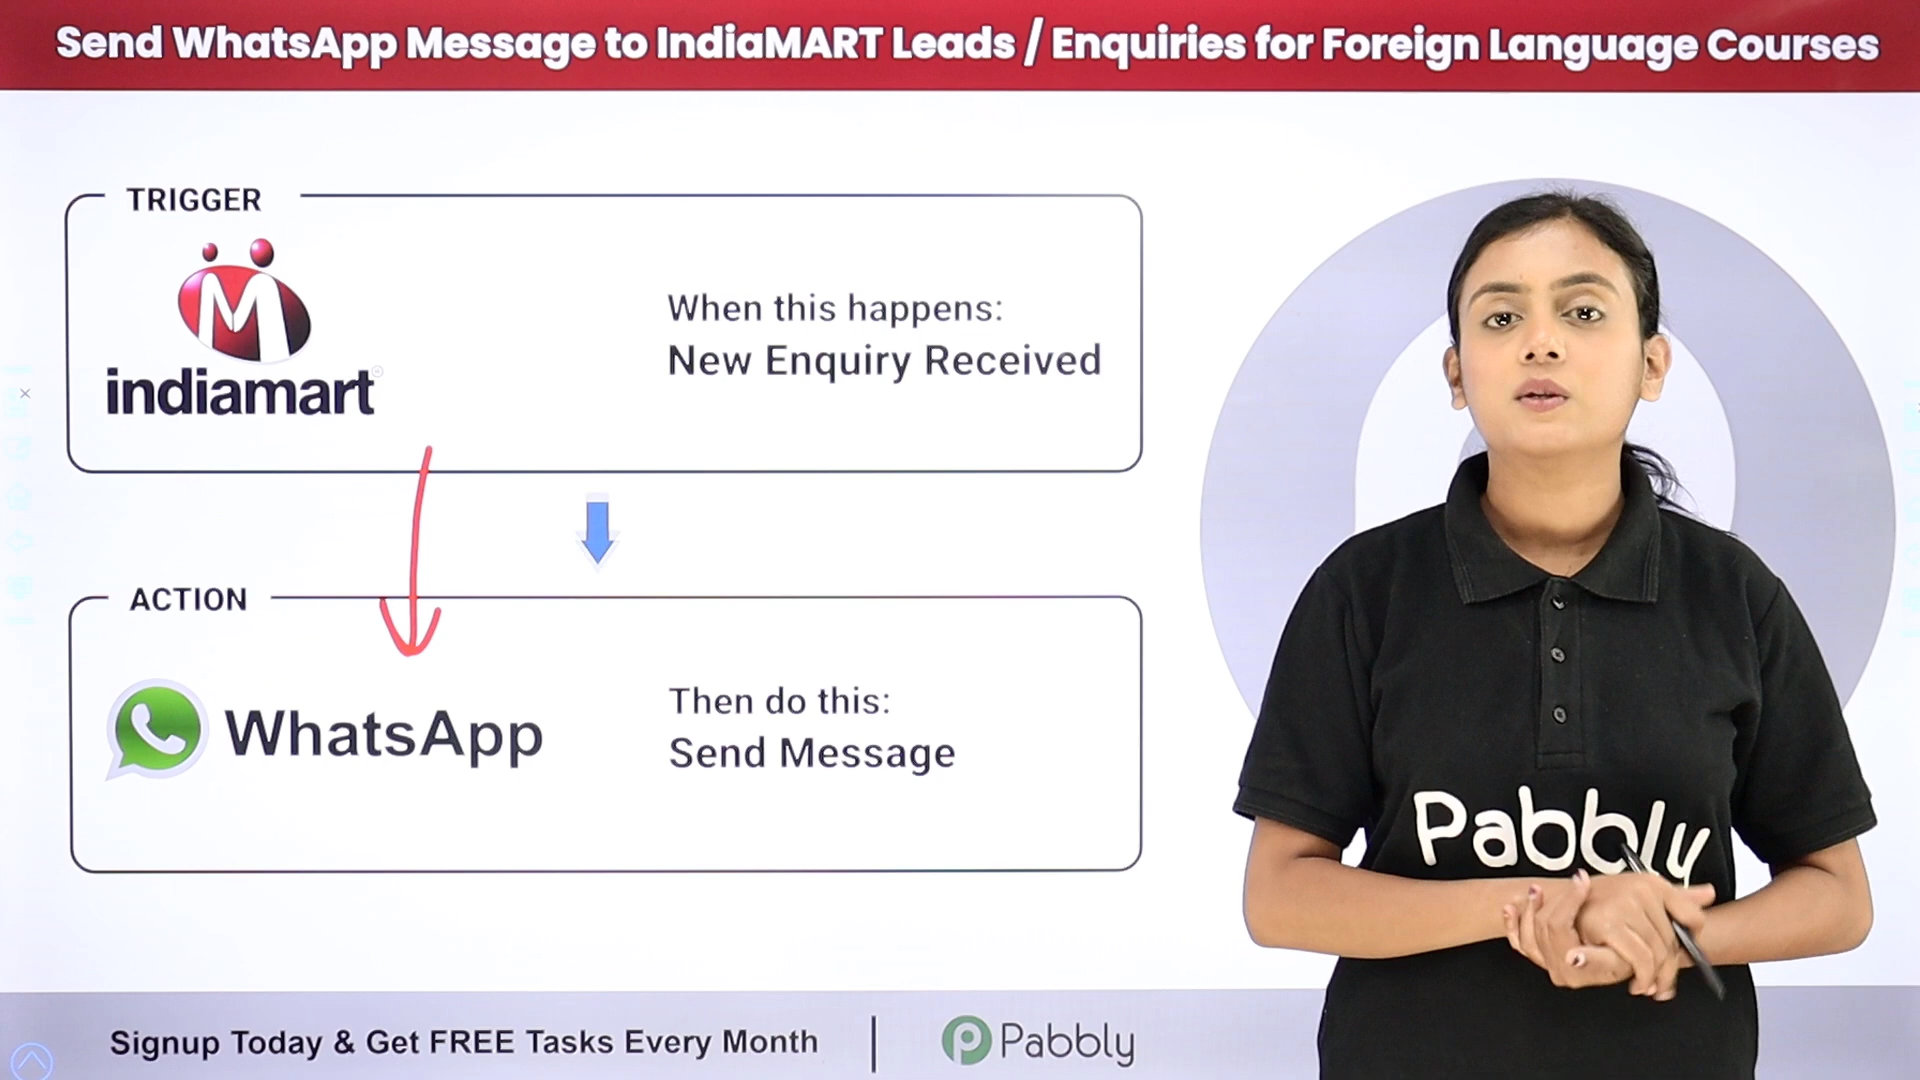 Send WhatsApp Message to IndiaMART Leads / Enquiries for Foreign Language Courses
TRIGGER
indiamart
When this happens:
New Enquiry Received
ACTION
WhatsApp
Then do this:
Send Message
Pabbly
Signup Today & Get FREE Tasks Every Month
Pabbly